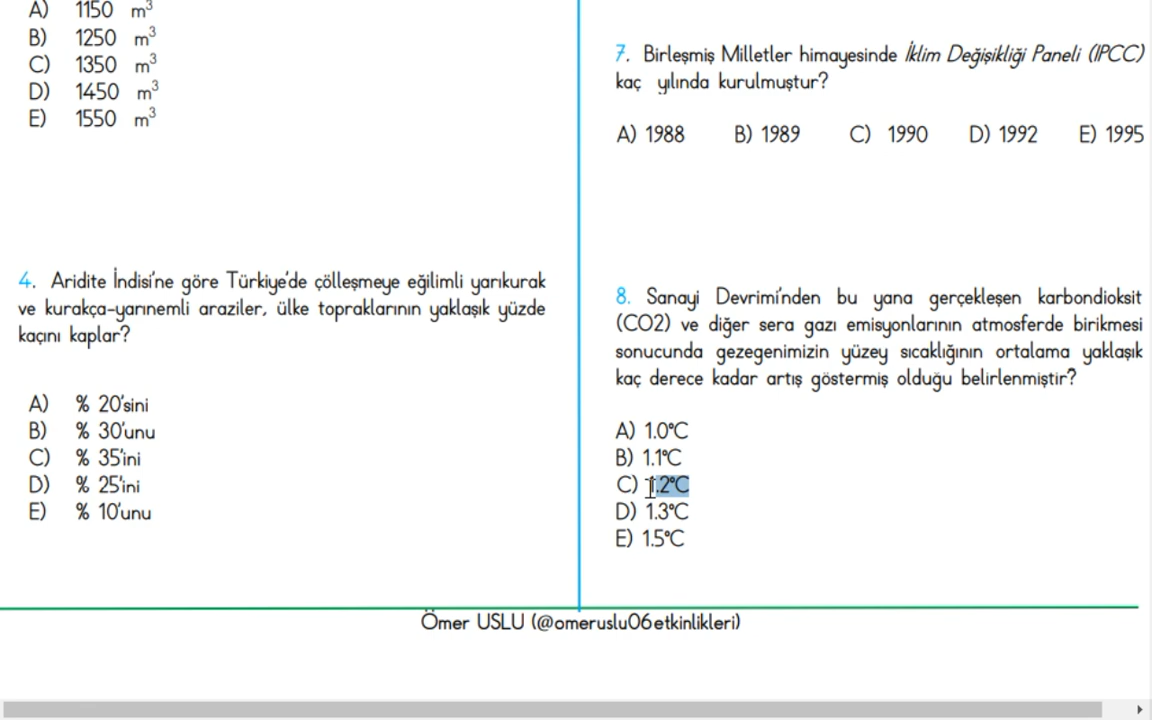 A) 1150 m³
B) 1250 m³
C) 1350 m³
D) 1450 m³
E) 1550 m³
4. Aridite İndisi'ne göre Türkiye'de çölleşmeye eğilimli yarıkurak
ve kurakça-yarınemli araziler, ülke topraklarının yaklaşık yüzde
kaçını kaplar?
A) % 20'sini
B) % 30'unu
C) % 35'ini
D) % 25'ini
E) % 10'unu
7. Birleşmiş Milletler himayesinde İklim Değişikliği Paneli (IPCC)
kaç yılında kurulmuştur?
A) 1988 B) 1989 C) 1990 D) 1992 E) 1995
8. Sanayi Devrimi'nden bu yana gerçekleşen karbondioksit
(CO2) ve diğer sera gazı emisyonlarının atmosferde birikmesi
sonucunda gezegenimizin yüzey sıcaklığının ortalama yaklaşık
kaç derece kadar artış göstermiş olduğu belirlenmiştir?
A) 1.0°C
B) 1.1°C
C) 1.2°C
D) 1.3°C
E) 1.5°C
Ömer USLU (@omeruslu06etkinlikleri)